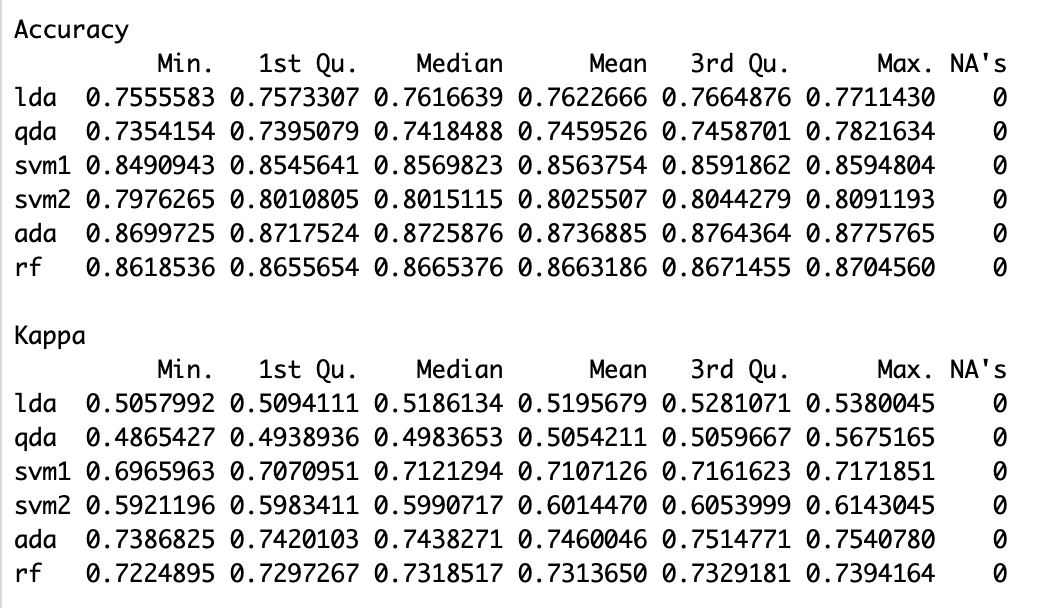 Accuracy
Min. 1st Qu. Median Mean 3rd Qu. Max. NA's
lda 0.7555583 0.7573307 0.7616639 0.7622666 0.7664876 0.7711430 0
qda 0.7354154 0.7395079 0.7418488 0.7459526 0.7458701 0.7821634 0
svm1 0.8490943 0.8545641 0.8569823 0.8563754 0.8591862 0.8594804 0
svm2 0.7976265 0.8010805 0.8015115 0.8025507 0.8044279 0.8091193 0
ada 0.8699725 0.8717524 0.8725876 0.8736885 0.8764364 0.8775765 0
rf 0.8618536 0.8655654 0.8665376 0.8663186 0.8671455 0.8704560 0
Kappa
Min. 1st Qu. Median Mean 3rd Qu. Max. NA's
lda 0.5057992 0.5094111 0.5186134 0.5195679 0.5281071 0.5380045 0
qda 0.4865427 0.4938936 0.4983653 0.5054211 0.5059667 0.5675165 0
svm1 0.6965963 0.7070951 0.7121294 0.7107126 0.7161623 0.7171851 0
svm2 0.5921196 0.5983411 0.5990717 0.6014470 0.6053999 0.6143045 0
ada 0.7386825 0.7420103 0.7438271 0.7460046 0.7514771 0.7540780 0
rf 0.7224895 0.7297267 0.7318517 0.7313650 0.7329181 0.7394164 0